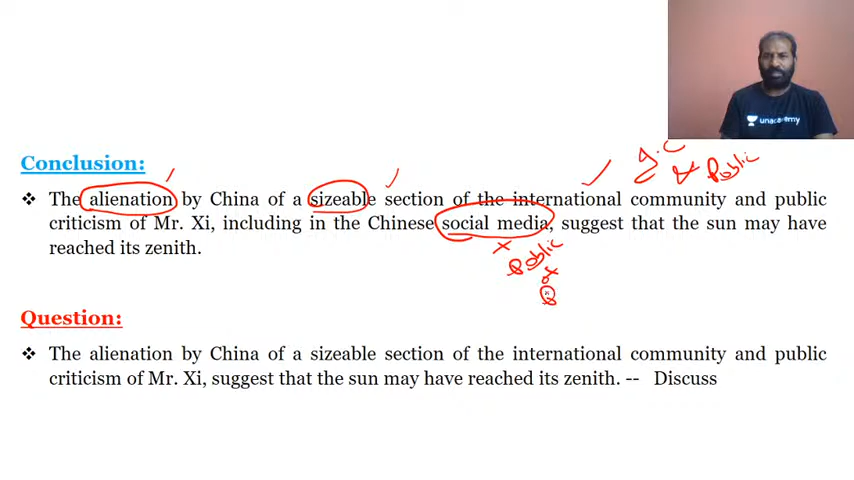 unacademy
I.C
& Public
Conclusion:
❖ The alienation by China of a sizeable section of the international community and public
criticism of Mr. Xi, including in the Chinese social media, suggest that the sun may have
reached its zenith.
Public
Question:
❖ The alienation by China of a sizeable section of the international community and public
criticism of Mr. Xi, suggest that the sun may have reached its zenith. -- Discuss